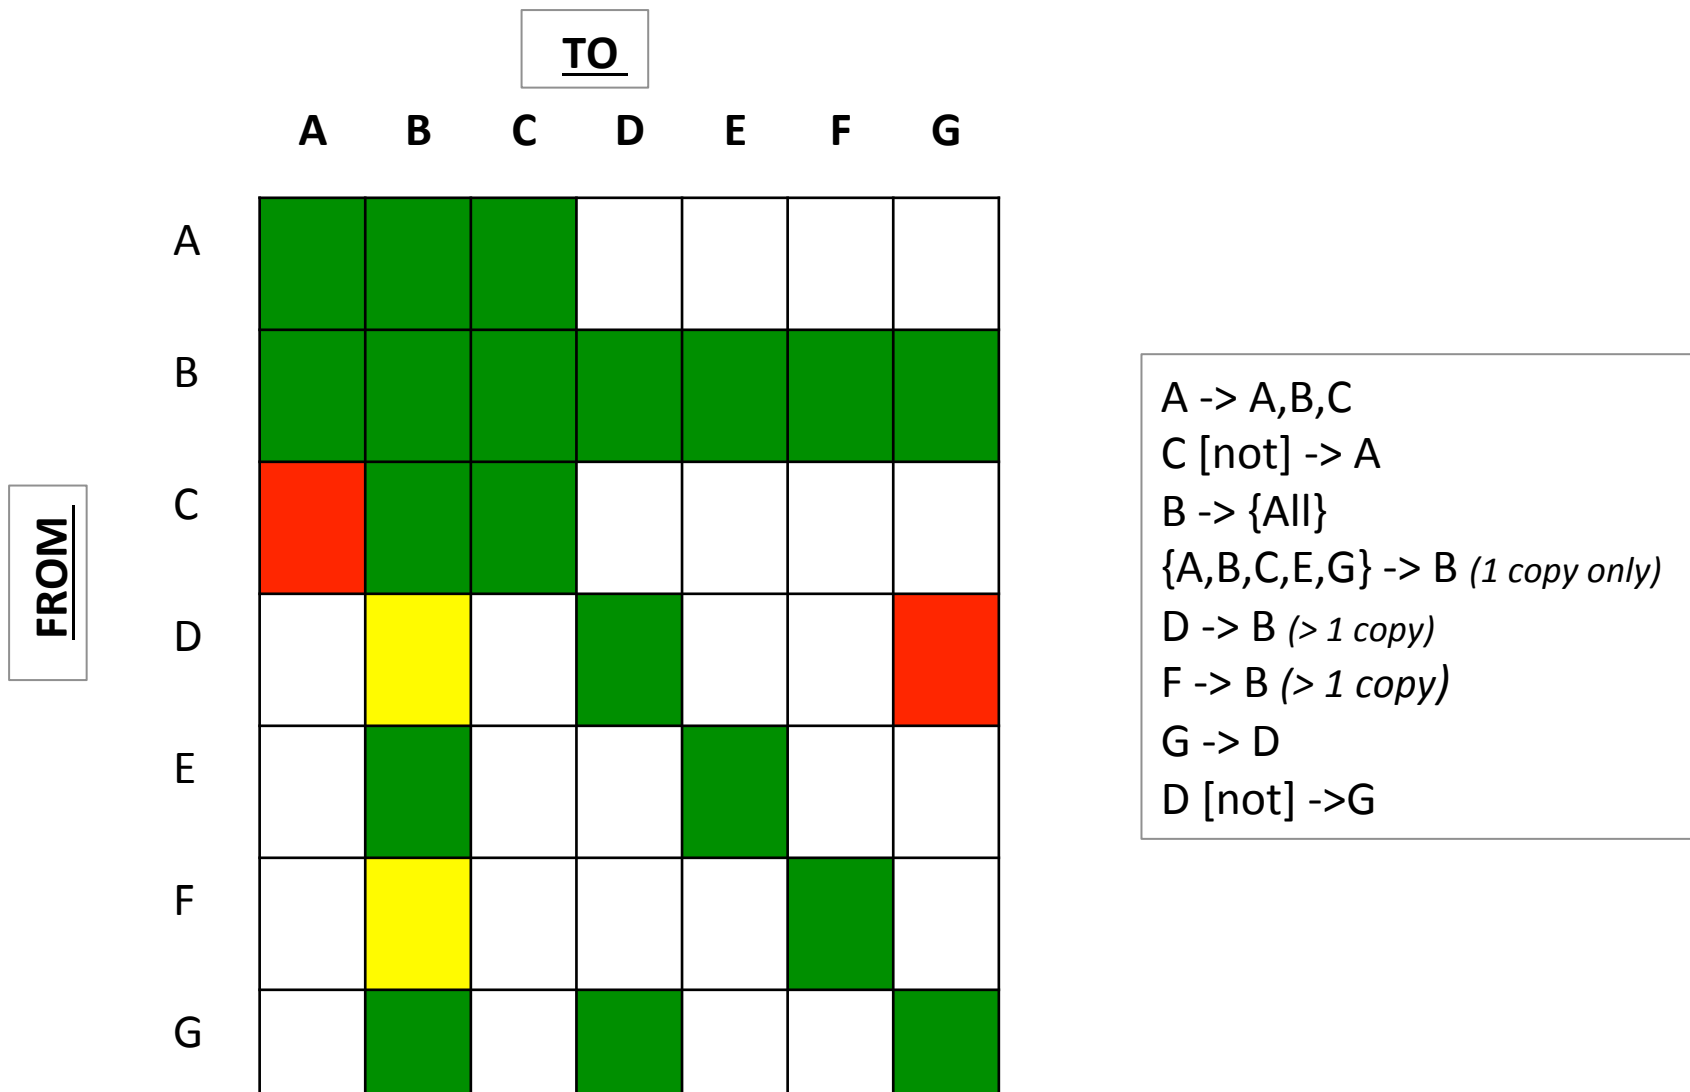 TO
A B C D E F G
A
B
C
D
E
F
G
FROM
A -> A,B,C
C [not] -> A
B -> {All}
{A,B,C,E,G} -> B (1 copy only)
D -> B (> 1 copy)
F -> B (> 1 copy)
G -> D
D [not] ->G